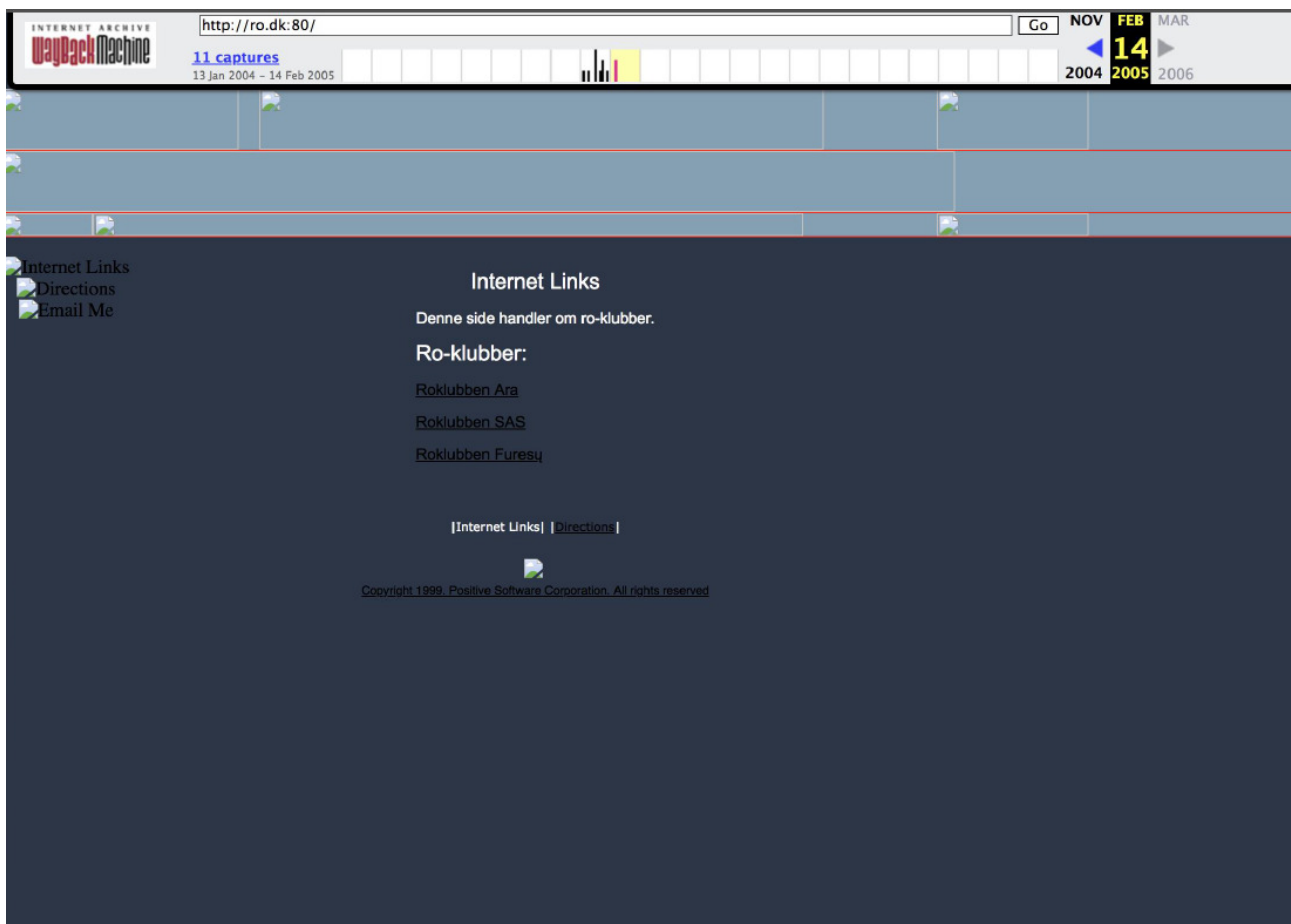 INTERNET ARCHIVE
WayBackMachine
http://ro.dk:80/
Go
NOV FEB MAR
11 captures
14
13 Jan 2004 – 14 Feb 2005
2004 2005 2006
Internet Links
Directions
Email Me
Internet Links
Denne side handler om ro-klubber.
Ro-klubber:
Roklubben Ara
Roklubben SAS
Roklubben Furesy
|Internet Links| |Directions|
Copyright 1999. Positive Software Corporation. All rights reserved